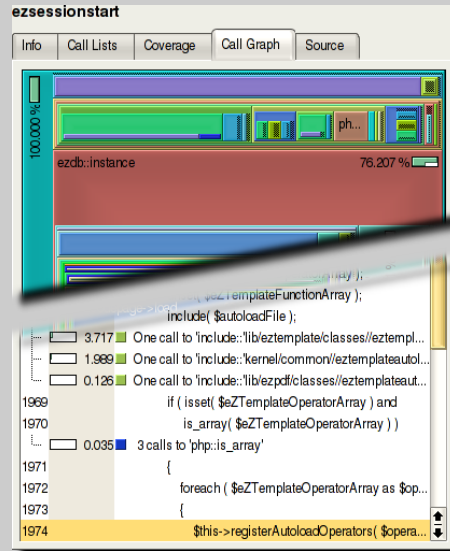 ezsessionstart
Info Call Lists Coverage Call Graph Source
100.000 %
ph...
ezdb::instance 76.207 %
eZTemplateFunctionArray );
include( $autoloadFile );
3.717 One call to 'include::'lib/eztemplate/classes//eztempl...
1.989 One call to 'include::'kernel/common//eztemplateautol...
0.126 One call to 'include::'lib/ezpdf/classes//eztemplateaut...
1969 if ( isset( $eZTemplateOperatorArray ) and
1970 is_array( $eZTemplateOperatorArray ) )
0.035 3 calls to 'php::is_array'
1971 {
1972 foreach ( $eZTemplateOperatorArray as $op...
1973 {
1974 $this->registerAutoloadOperators( $opera...